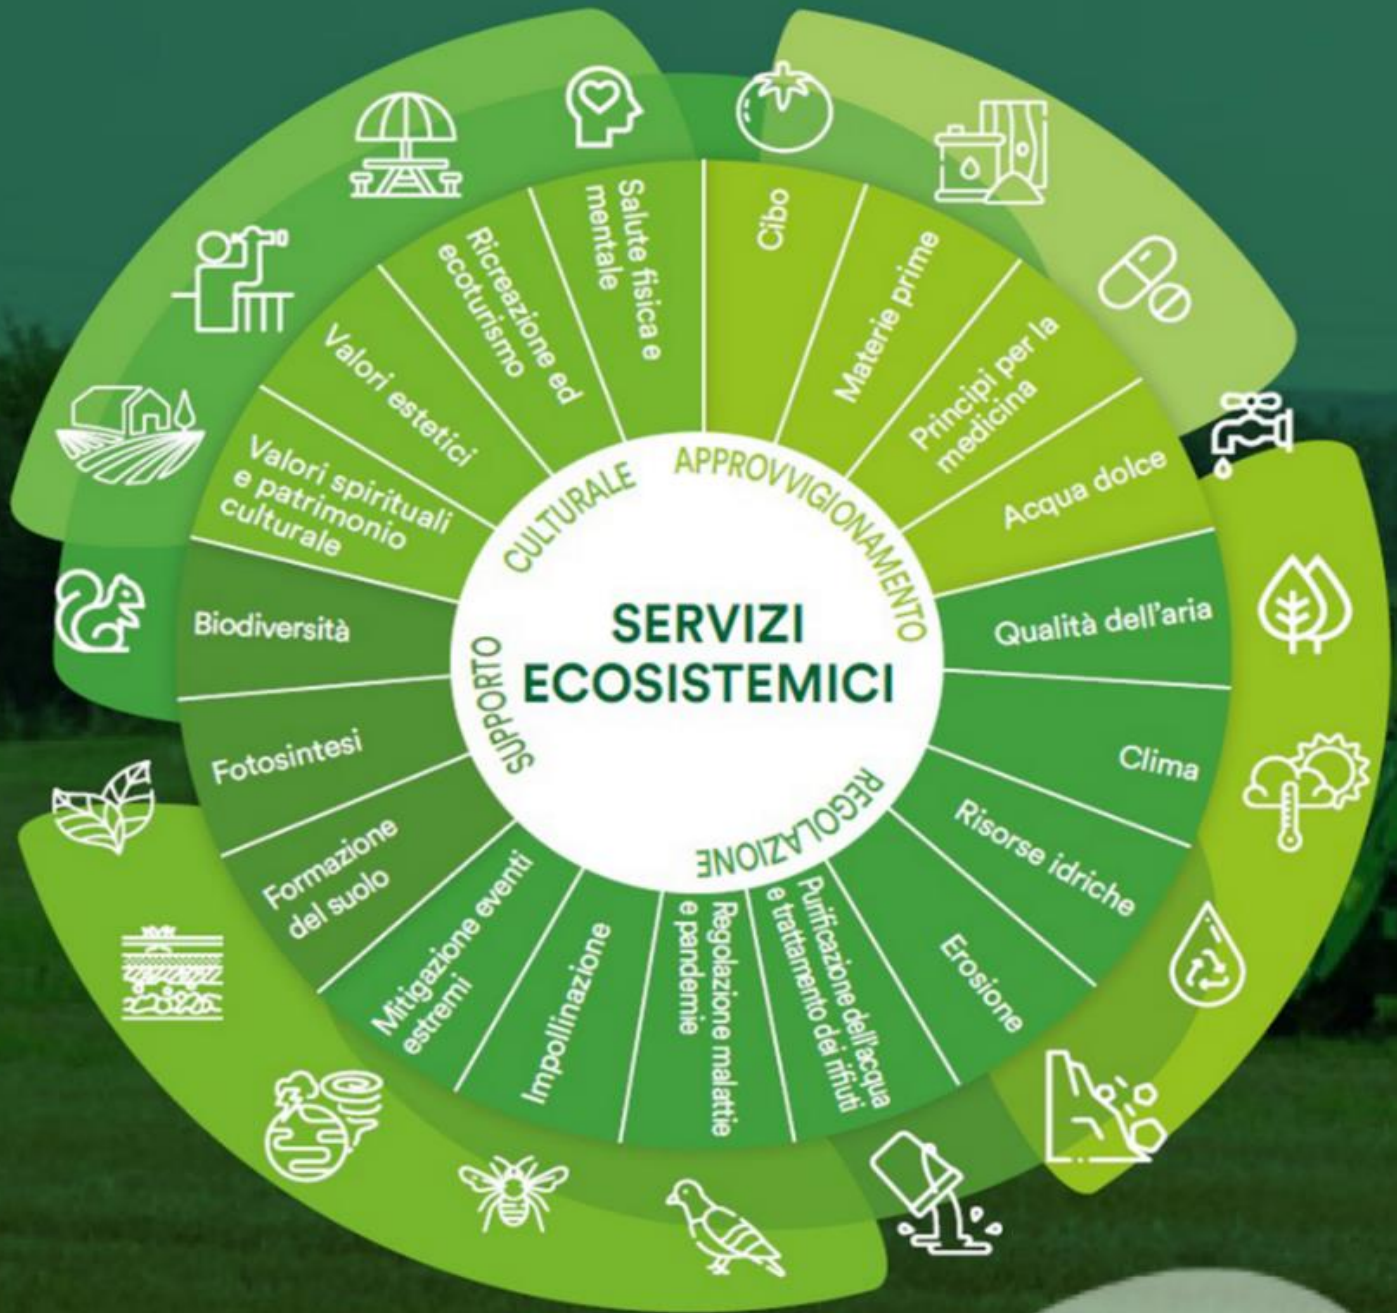 SERVIZI
ECOSISTEMICI
APPROVVIGIONAMENTO
Cibo
Materie prime
Principi per la
medicina
Acqua dolce
REGOLAZIONE
Qualità dell'aria
Clima
Risorse idriche
Erosione
Purificazione dell'acqua
e trattamento dei rifiuti
Regolazione malattie
e pandemie
Impollinazione
Mitigazione eventi
estremi
SUPPORTO
Formazione
del suolo
Fotosintesi
Biodiversità
CULTURALE
Valori spirituali
e patrimonio
culturale
Valori estetici
Ricreazione ed
ecoturismo
Salute fisica e
mentale